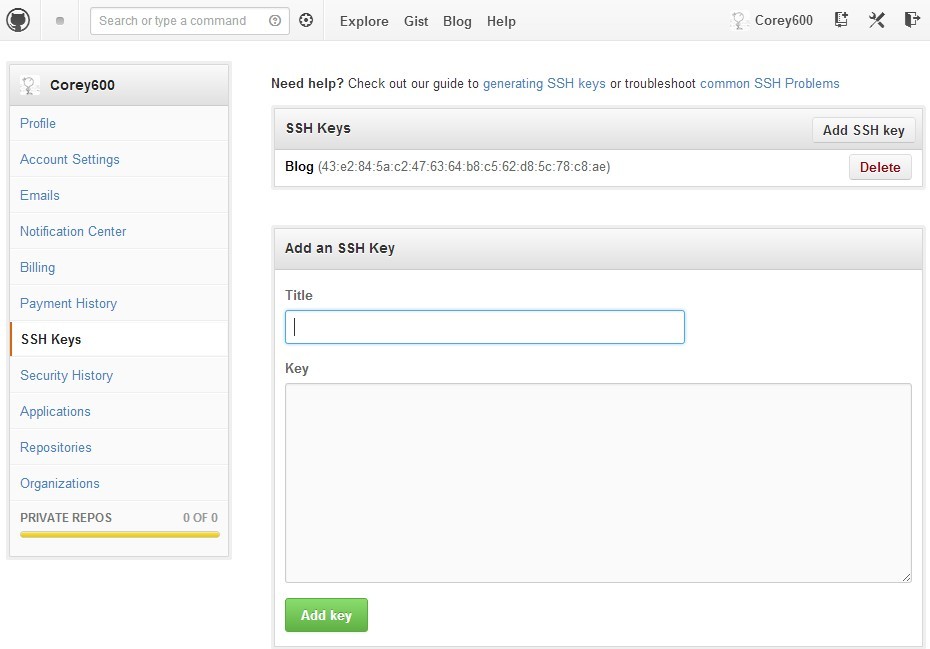 Search or type a command
Explore Gist Blog Help
Corey600
Corey600
Profile
Account Settings
Emails
Notification Center
Billing
Payment History
SSH Keys
Security History
Applications
Repositories
Organizations
PRIVATE REPOS 0 OF 0
Need help? Check out our guide to generating SSH keys or troubleshoot common SSH Problems
SSH Keys
Add SSH key
Blog (43:e2:84:5a:c2:47:63:64:b8:c5:62:d8:5c:78:c8:ae)
Delete
Add an SSH Key
Title
Key
Add key